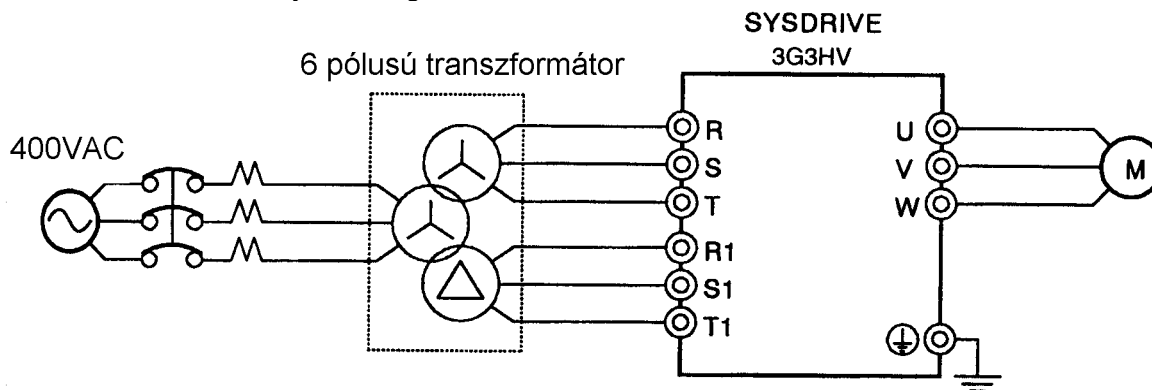 SYSDRIVE
3G3HV
6 pólusú transzformátor
400VAC
R
S
T
R1
S1
T1
U
V
W
M